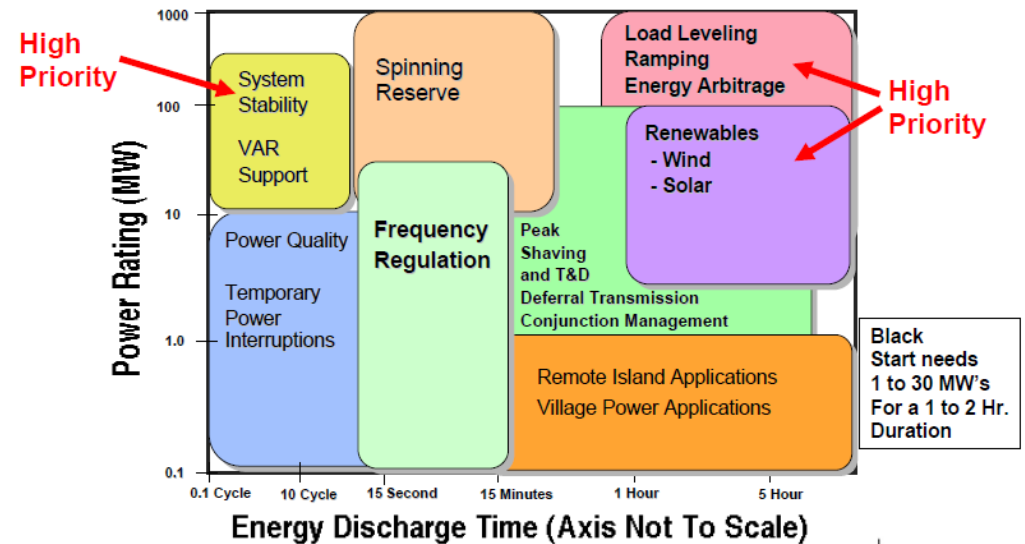 1000
100
10
1.0
0.1
Power Rating (MW)
High
Priority
System
Stability
VAR
Support
Spinning
Reserve
Load Leveling
Ramping
Energy Arbitrage
High
Priority
Renewables
- Wind
- Solar
Power Quality
Temporary
Power
Interruptions
Frequency
Regulation
Peak
Shaving
and T&D
Deferral Transmission
Conjunction Management
Remote Island Applications
Village Power Applications
Black
Start needs
1 to 30 MW's
For a 1 to 2 Hr.
Duration
0.1 Cycle 10 Cycle 15 Second 15 Minutes 1 Hour 5 Hour
Energy Discharge Time (Axis Not To Scale)